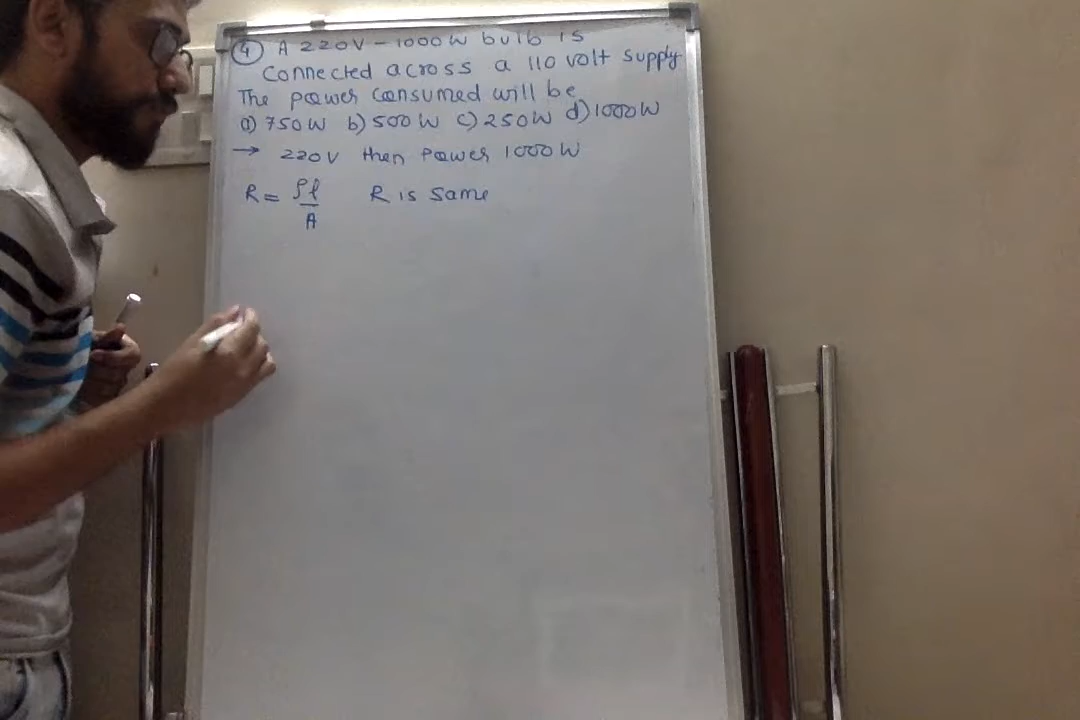 4 A 220V - 1000W bulb is
Connected across a 110 volt supply
The power consumed will be
a) 750W b) 500W c) 250W d) 1000W
→ 220V then power 1000W
R = ρl/A R is same